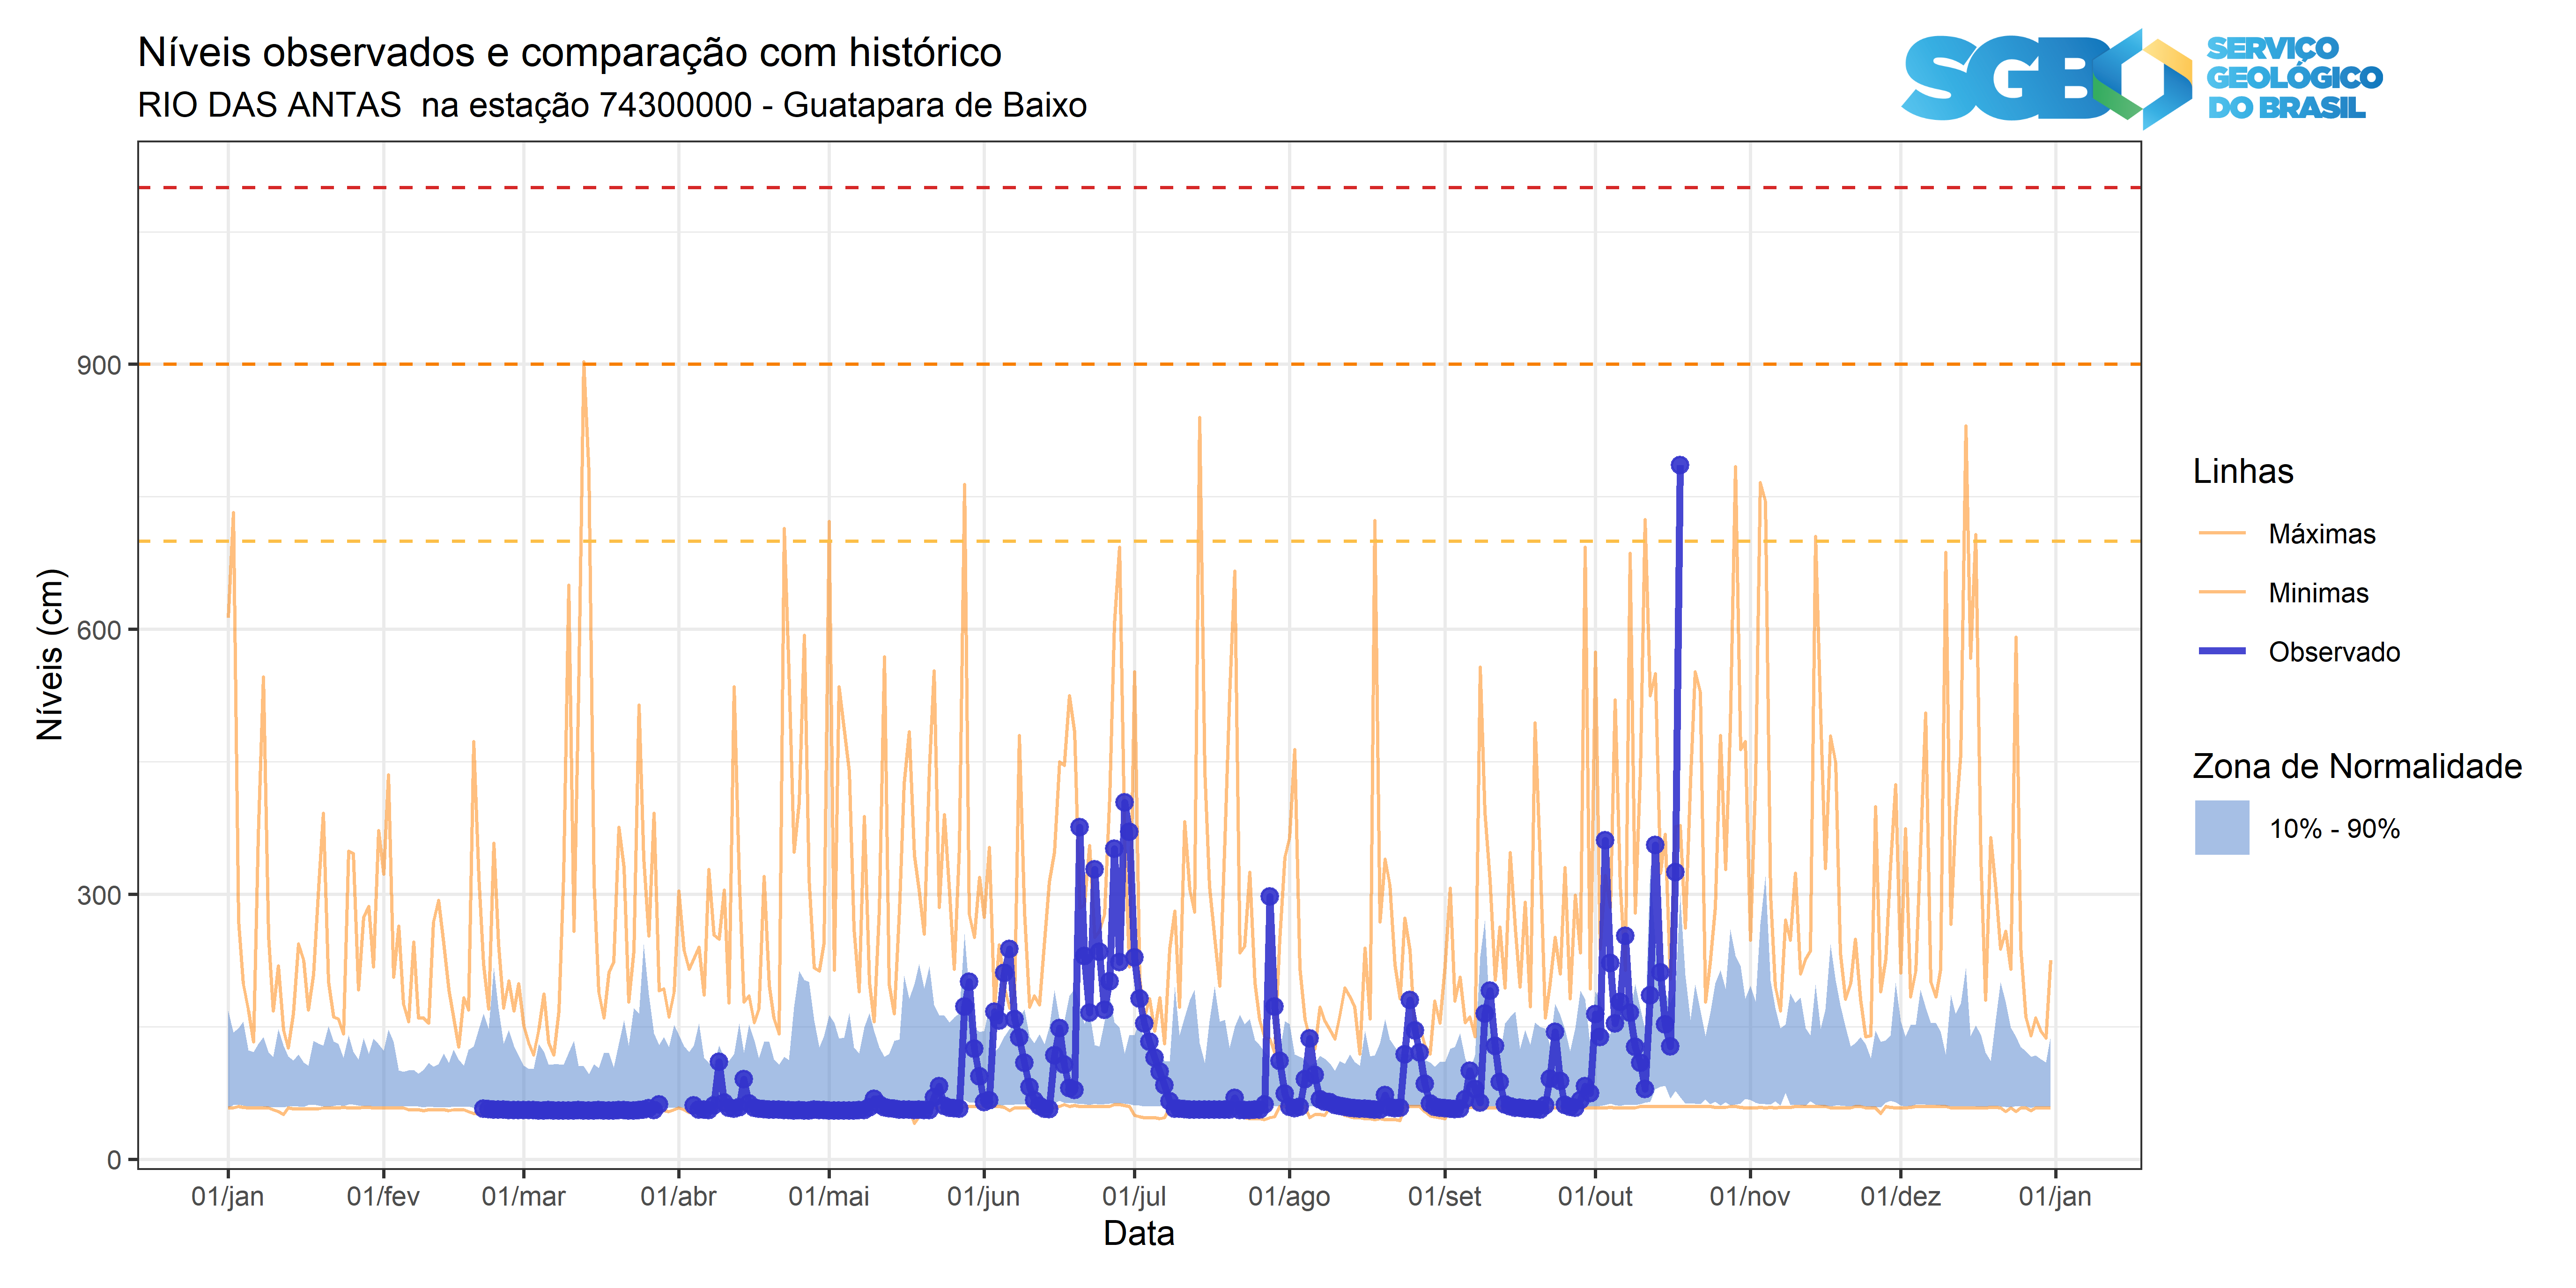 Níveis observados e comparação com histórico
RIO DAS ANTAS  na estação 74300000 - Guatapara de Baixo
SGB
SERVIÇO
GEOLÓGICO
DO BRASIL
Níveis (cm)
900
600
300
0
01/jan
01/fev
01/mar
01/abr
01/mai
01/jun
01/jul
01/ago
01/set
01/out
01/nov
01/dez
01/jan
Data
Linhas
Máximas
Minimas
Observado
Zona de Normalidade
10% - 90%